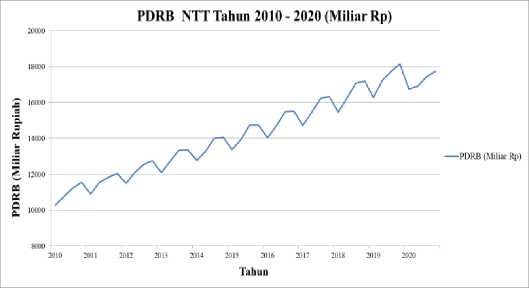 PDRB NTT Tahun 2010 - 2020 (Miliar Rp)
20000
18000
16000
14000
12000
10000
8000
PDRB (Miliar Rupiah)
2010 2011 2012 2013 2014 2015 2016 2017 2018 2019 2020
Tahun
PDRB (Miliar Rp)